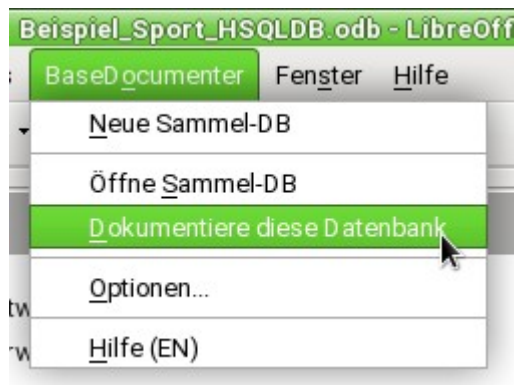 Beispiel_Sport_HSQLDB.odb - LibreOff
BaseDocumenter Fenster Hilfe
Neue Sammel-DB
Öffne Sammel-DB
Dokumentiere diese Datenbank
Optionen...
Hilfe (EN)